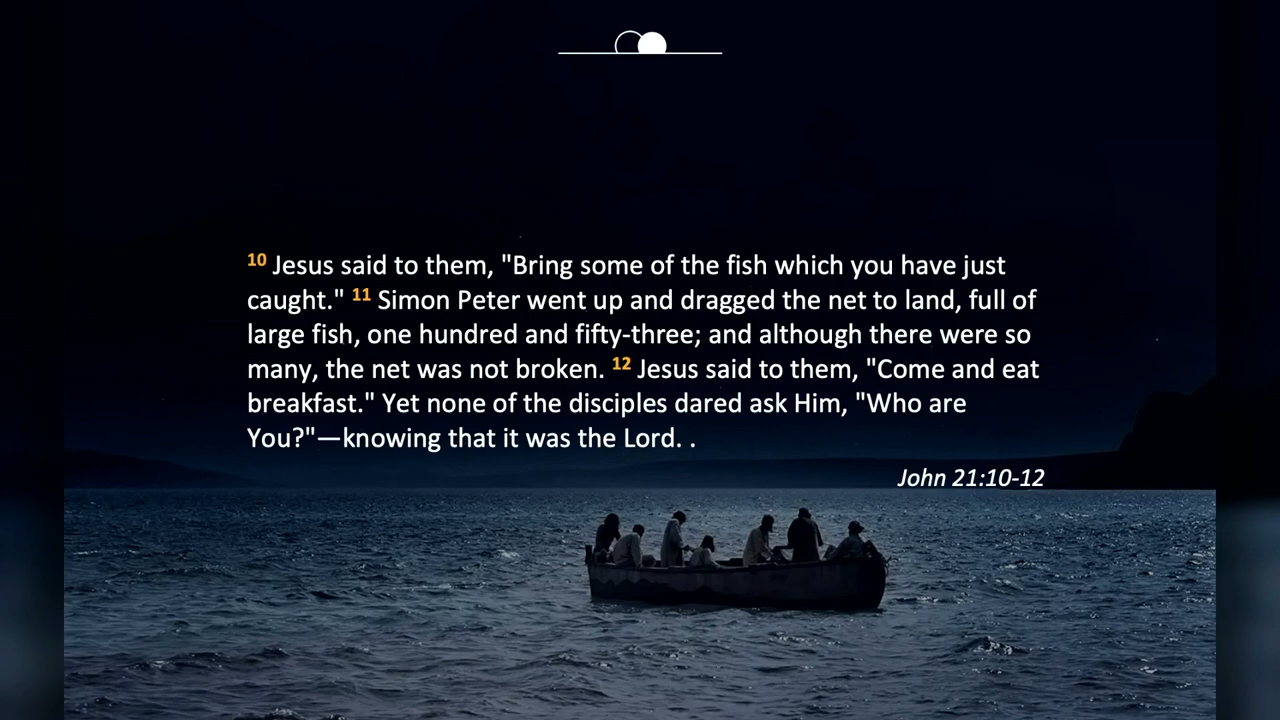 10 Jesus said to them, "Bring some of the fish which you have just
caught." 11 Simon Peter went up and dragged the net to land, full of
large fish, one hundred and fifty-three; and although there were so
many, the net was not broken. 12 Jesus said to them, "Come and eat
breakfast." Yet none of the disciples dared ask Him, "Who are
You?"—knowing that it was the Lord. .
John 21:10-12